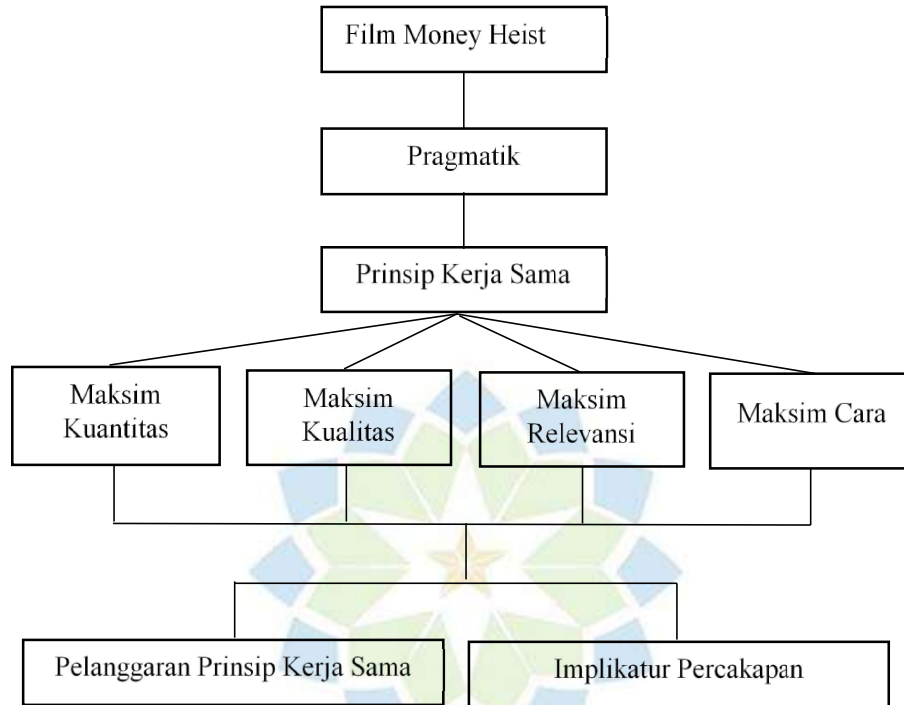 Film Money Heist
Pragmatik
Prinsip Kerja Sama
Maksim
Kuantitas
Maksim
Kualitas
Maksim
Relevansi
Maksim Cara
Pelanggaran Prinsip Kerja Sama
Implikatur Percakapan